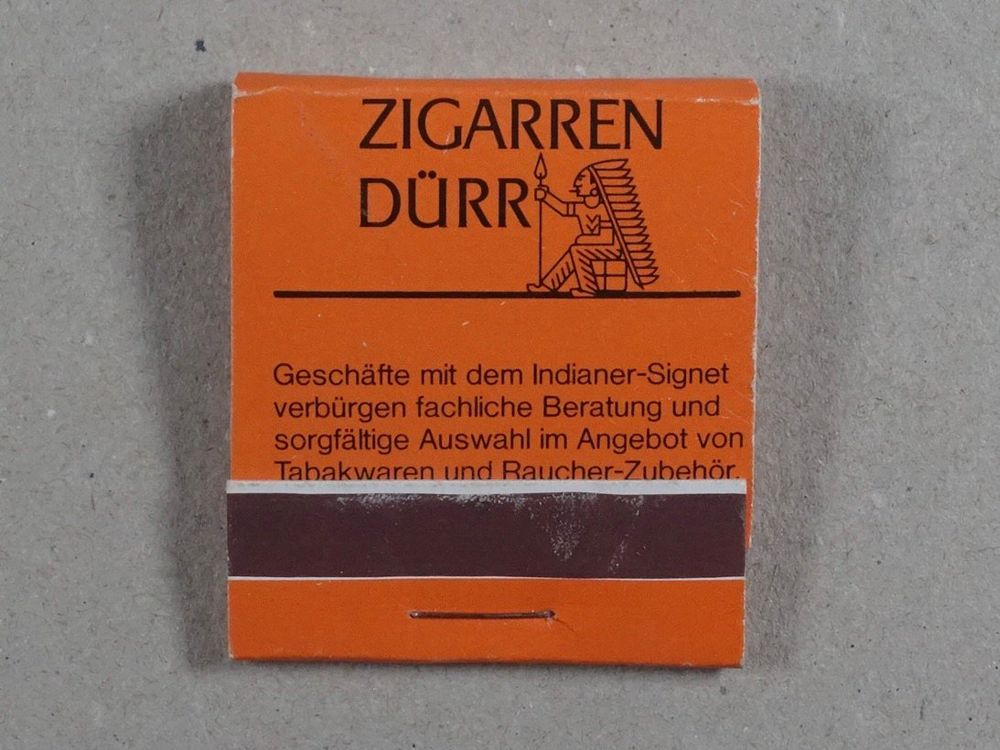 ZIGARREN
DÜRR
Geschäfte mit dem Indianer-Signet
verbürgen fachliche Beratung und
sorgfältige Auswahl im Angebot von
Tabakwaren und Raucher-Zubehör.